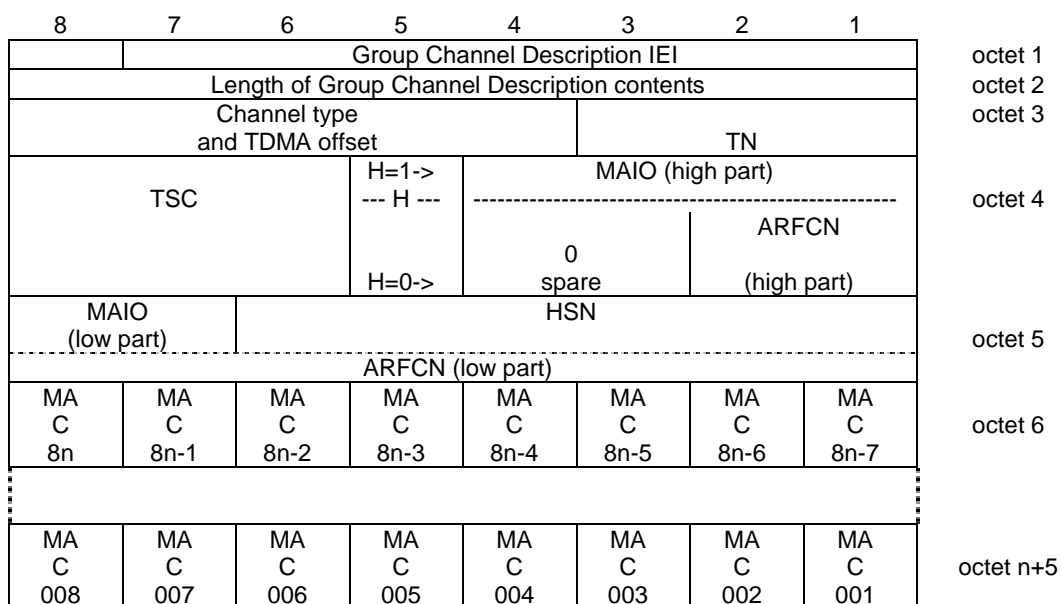 8 7 6 5 4 3 2 1
Group Channel Description IEI octet 1
Length of Group Channel Description contents octet 2
Channel type octet 3
and TDMA offset TN
H=1-> MAIO (high part)
TSC --- H --- ----------------------------------------------------- octet 4
ARFCN
0
H=0-> spare (high part)
MAIO HSN
(low part) octet 5
ARFCN (low part)
MA MA MA MA MA MA MA MA
C C C C C C C C octet 6
8n 8n-1 8n-2 8n-3 8n-4 8n-5 8n-6 8n-7
MA MA MA MA MA MA MA MA
C C C C C C C C octet n+5
008 007 006 005 004 003 002 001